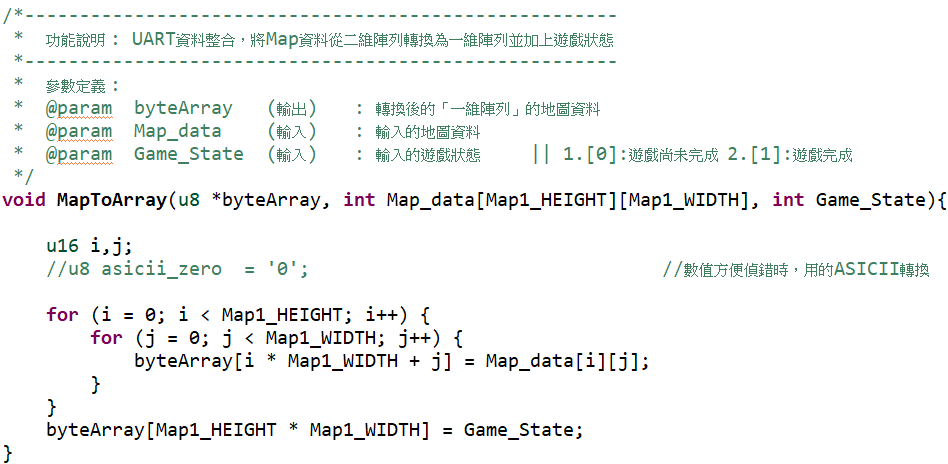 /*------------------------------------------------------
 *  功能說明 : UART資料整合，將Map資料從二維陣列轉換為一維陣列並加上遊戲狀態
 *------------------------------------------------------
 *  參數定義 :
 *  @param  byteArray   (輸出)   : 轉換後的「一維陣列」的地圖資料
 *  @param  Map_data    (輸入)   : 輸入的地圖資料
 *  @param  Game_State  (輸入)   : 輸入的遊戲狀態    || 1.[0]:遊戲尚未完成 2.[1]:遊戲完成
 */
void MapToArray(u8 *byteArray, int Map_data[Map1_HEIGHT][Map1_WIDTH], int Game_State){
    u16 i,j;
    //u8 asicii_zero  = '0';                                //數值方便偵錯時，用的ASICII轉換
    for (i = 0; i < Map1_HEIGHT; i++) {
        for (j = 0; j < Map1_WIDTH; j++) {
            byteArray[i * Map1_WIDTH + j] = Map_data[i][j];
        }
    }
    byteArray[Map1_HEIGHT * Map1_WIDTH] = Game_State;
}